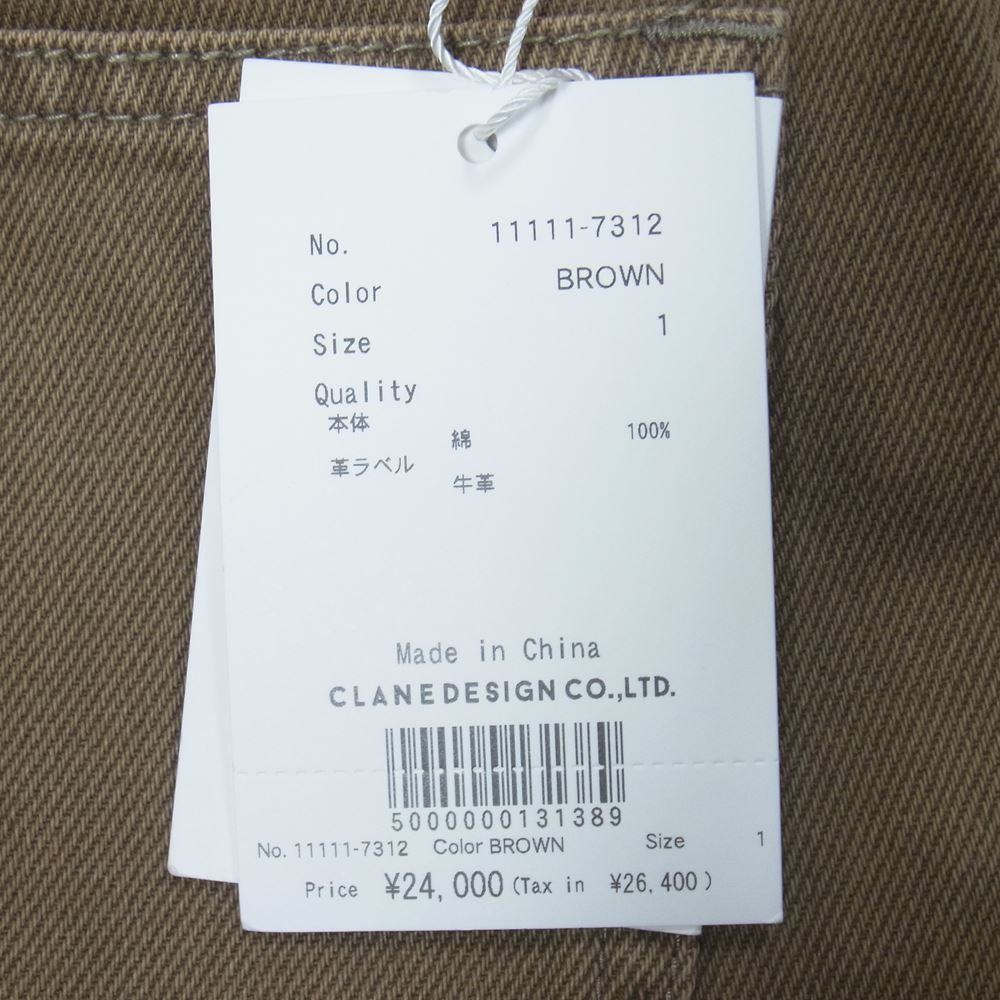 No. 11111-7312
Color BROWN
Size 1
Quality
本体 綿 100%
革ラベル 牛革
Made in China
CLANE DESIGN CO.,LTD.
5000000131389
No. 11111-7312 Color BROWN Size 1
Price ¥24,000 (Tax in ¥26,400)